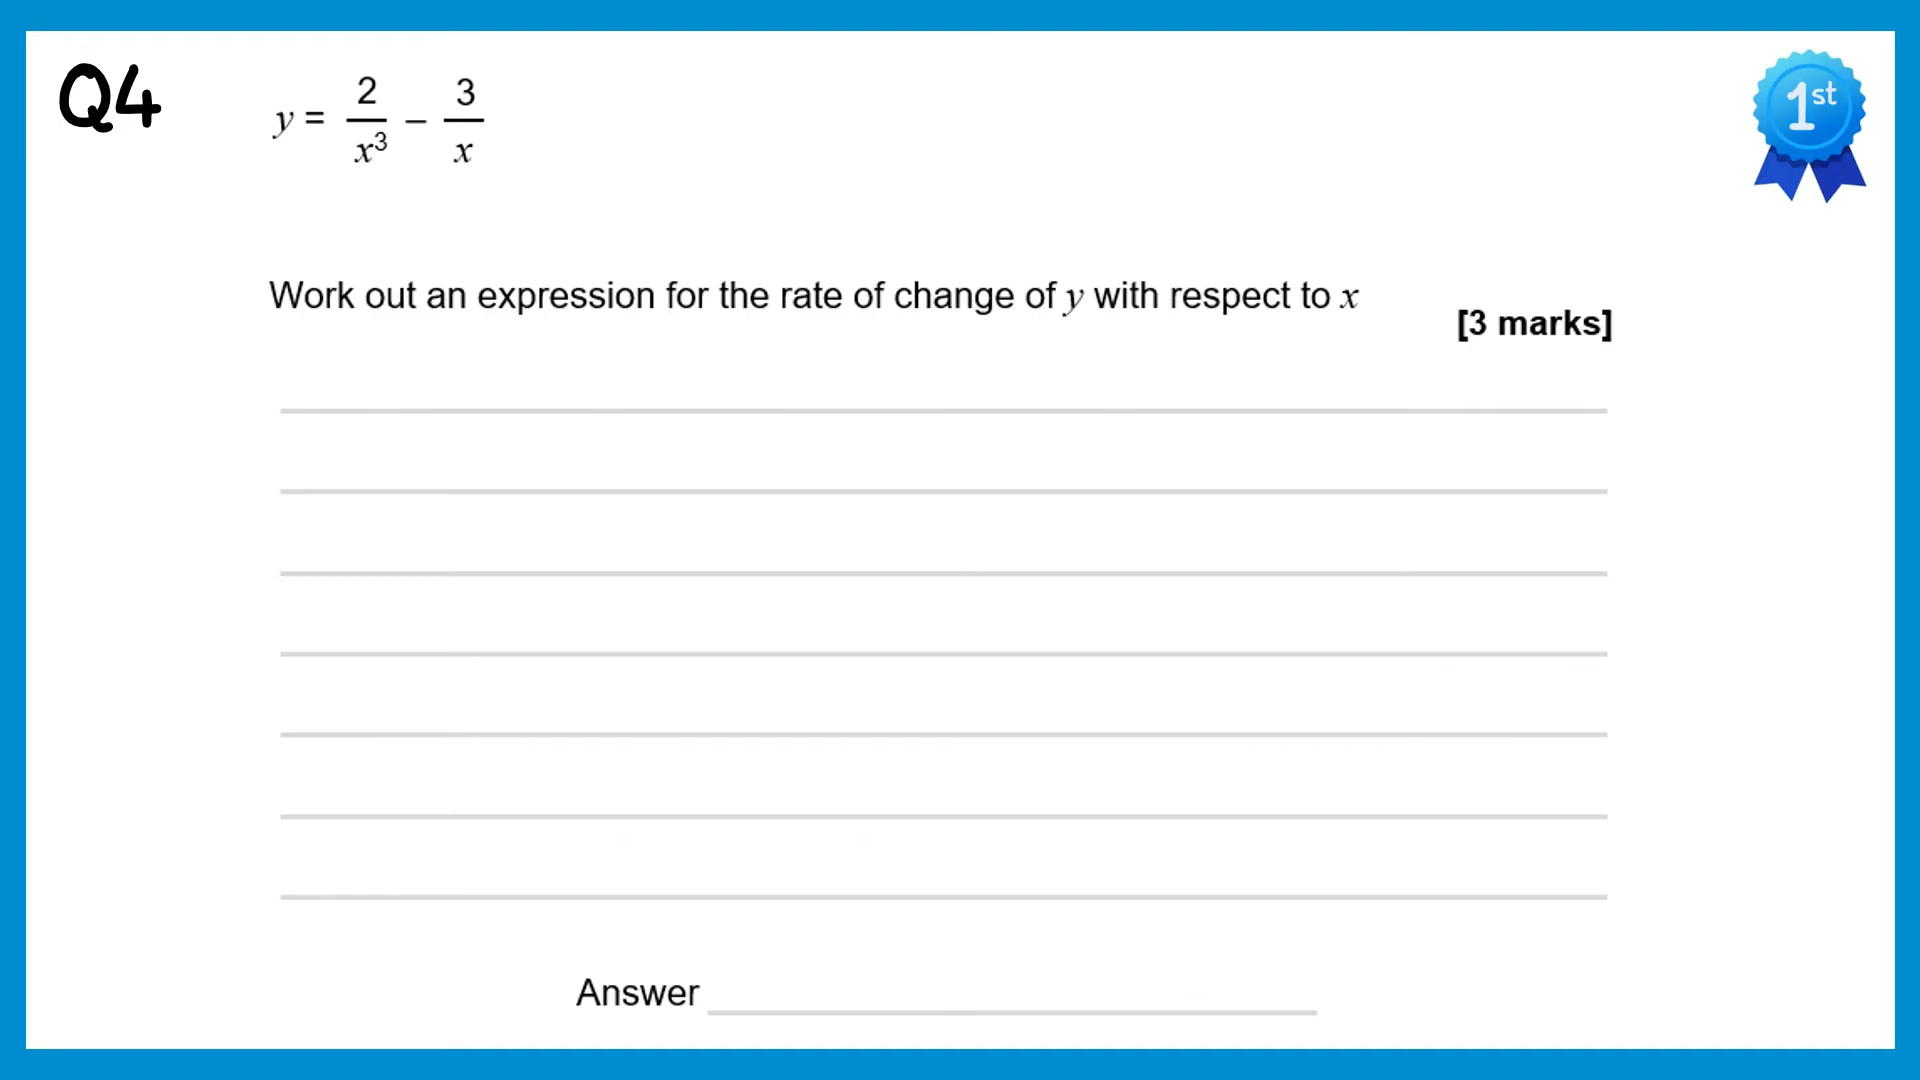 Q4
y = 2/x³ − 3/x
1st
Work out an expression for the rate of change of y with respect to x
[3 marks]
Answer